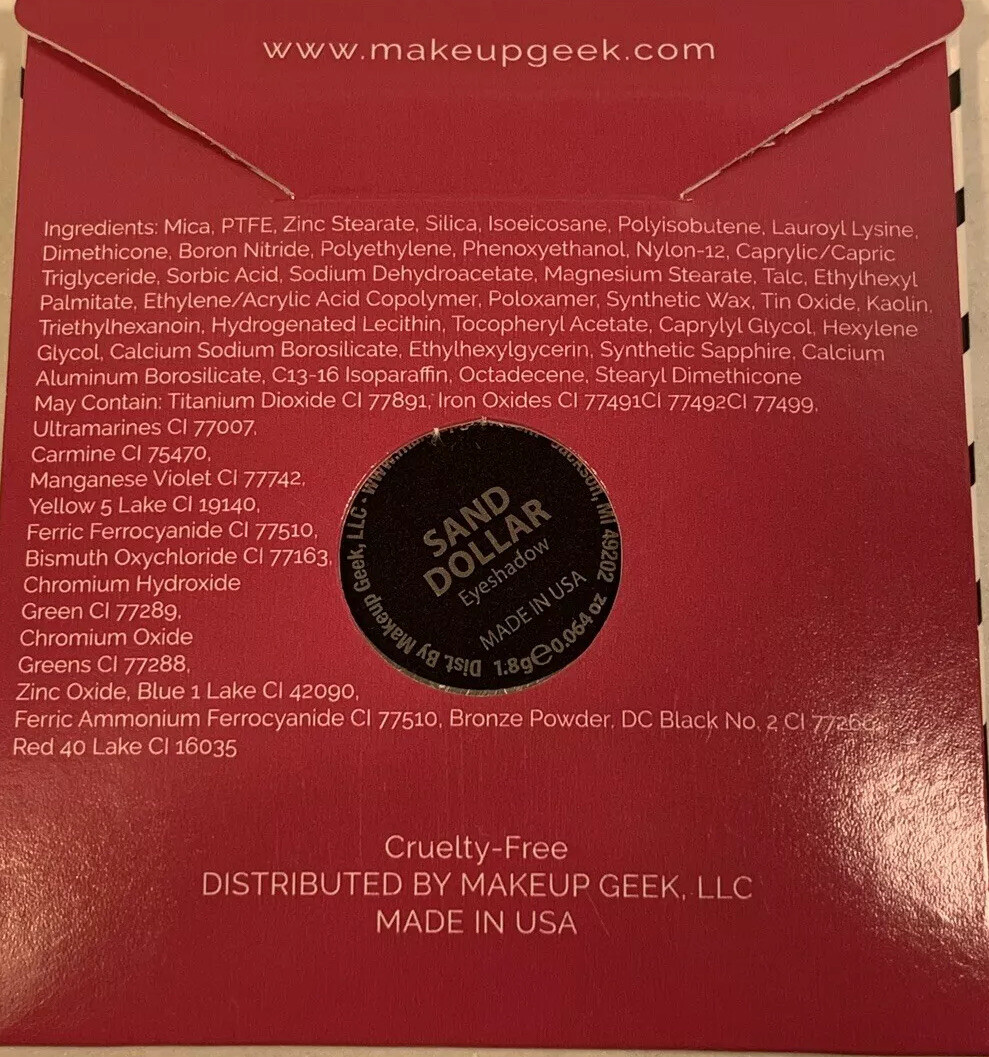 www.makeupgeek.com
Ingredients: Mica, PTFE, Zinc Stearate, Silica, Isoeicosane, Polyisobutene, Lauroyl Lysine,
Dimethicone, Boron Nitride, Polyethylene, Phenoxyethanol, Nylon-12, Caprylic/Capric
Triglyceride, Sorbic Acid, Sodium Dehydroacetate, Magnesium Stearate, Talc, Ethylhexyl
Palmitate, Ethylene/Acrylic Acid Copolymer, Poloxamer, Synthetic Wax, Tin Oxide, Kaolin,
Triethylhexanoin, Hydrogenated Lecithin, Tocopheryl Acetate, Caprylyl Glycol, Hexylene
Glycol, Calcium Sodium Borosilicate, Ethylhexylgycerin, Synthetic Sapphire, Calcium
Aluminum Borosilicate, C13-16 Isoparaffin, Octadecene, Stearyl Dimethicone
May Contain: Titanium Dioxide CI 77891, Iron Oxides CI 77491CI 77492CI 77499,
Ultramarines CI 77007,
Carmine CI 75470,
Manganese Violet CI 77742,
Yellow 5 Lake CI 19140,
Ferric Ferrocyanide CI 77510,
Bismuth Oxychloride CI 77163,
Chromium Hydroxide
Green CI 77289,
Chromium Oxide
Greens CI 77288,
Zinc Oxide, Blue 1 Lake CI 42090,
Ferric Ammonium Ferrocyanide CI 77510, Bronze Powder, DC Black No. 2 CI
Red 40 Lake CI 16035
SAND
DOLLAR
Eyeshadow
MADE IN USA
1.8g℮0.064 oz
Dist. By Makeup Geek, LLC •
MI 49202
Cruelty-Free
DISTRIBUTED BY MAKEUP GEEK, LLC
MADE IN USA